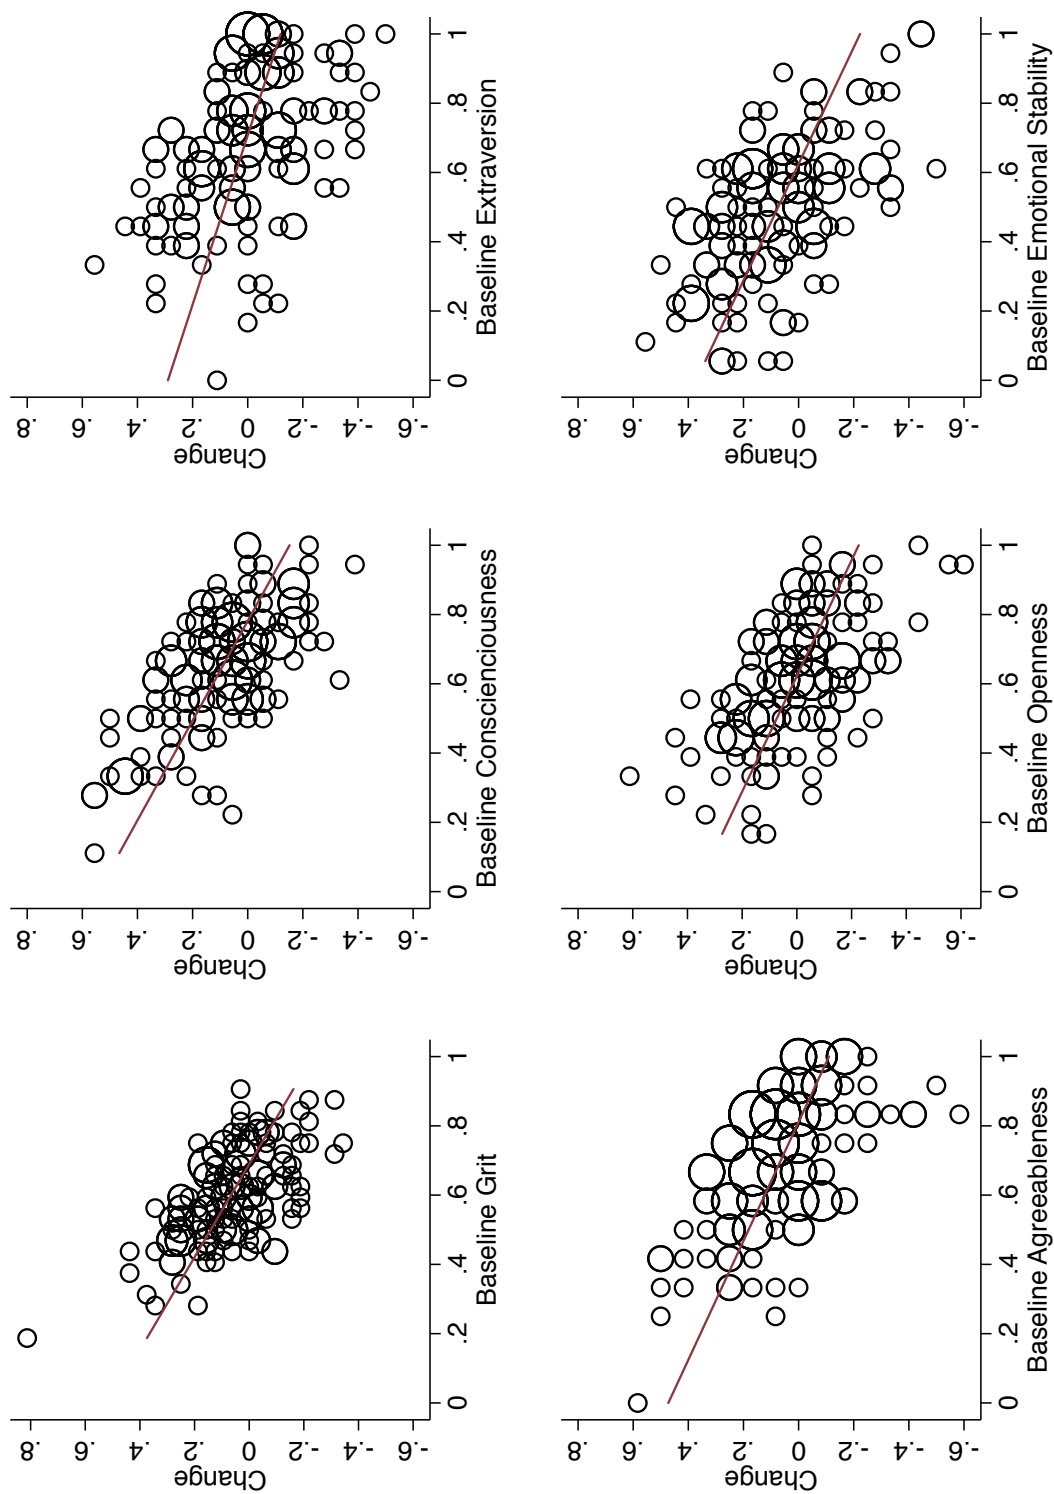 Change
.8
.6
.4
.2
0
-.2
-.4
-.6
0 .2 .4 .6 .8 1
Baseline Grit
Change
.8
.6
.4
.2
0
-.2
-.4
-.6
0 .2 .4 .6 .8 1
Baseline Conscienciousness
Change
.8
.6
.4
.2
0
-.2
-.4
-.6
0 .2 .4 .6 .8 1
Baseline Extraversion
Change
.8
.6
.4
.2
0
-.2
-.4
-.6
0 .2 .4 .6 .8 1
Baseline Agreeableness
Change
.8
.6
.4
.2
0
-.2
-.4
-.6
0 .2 .4 .6 .8 1
Baseline Openness
Change
.8
.6
.4
.2
0
-.2
-.4
-.6
0 .2 .4 .6 .8 1
Baseline Emotional Stability